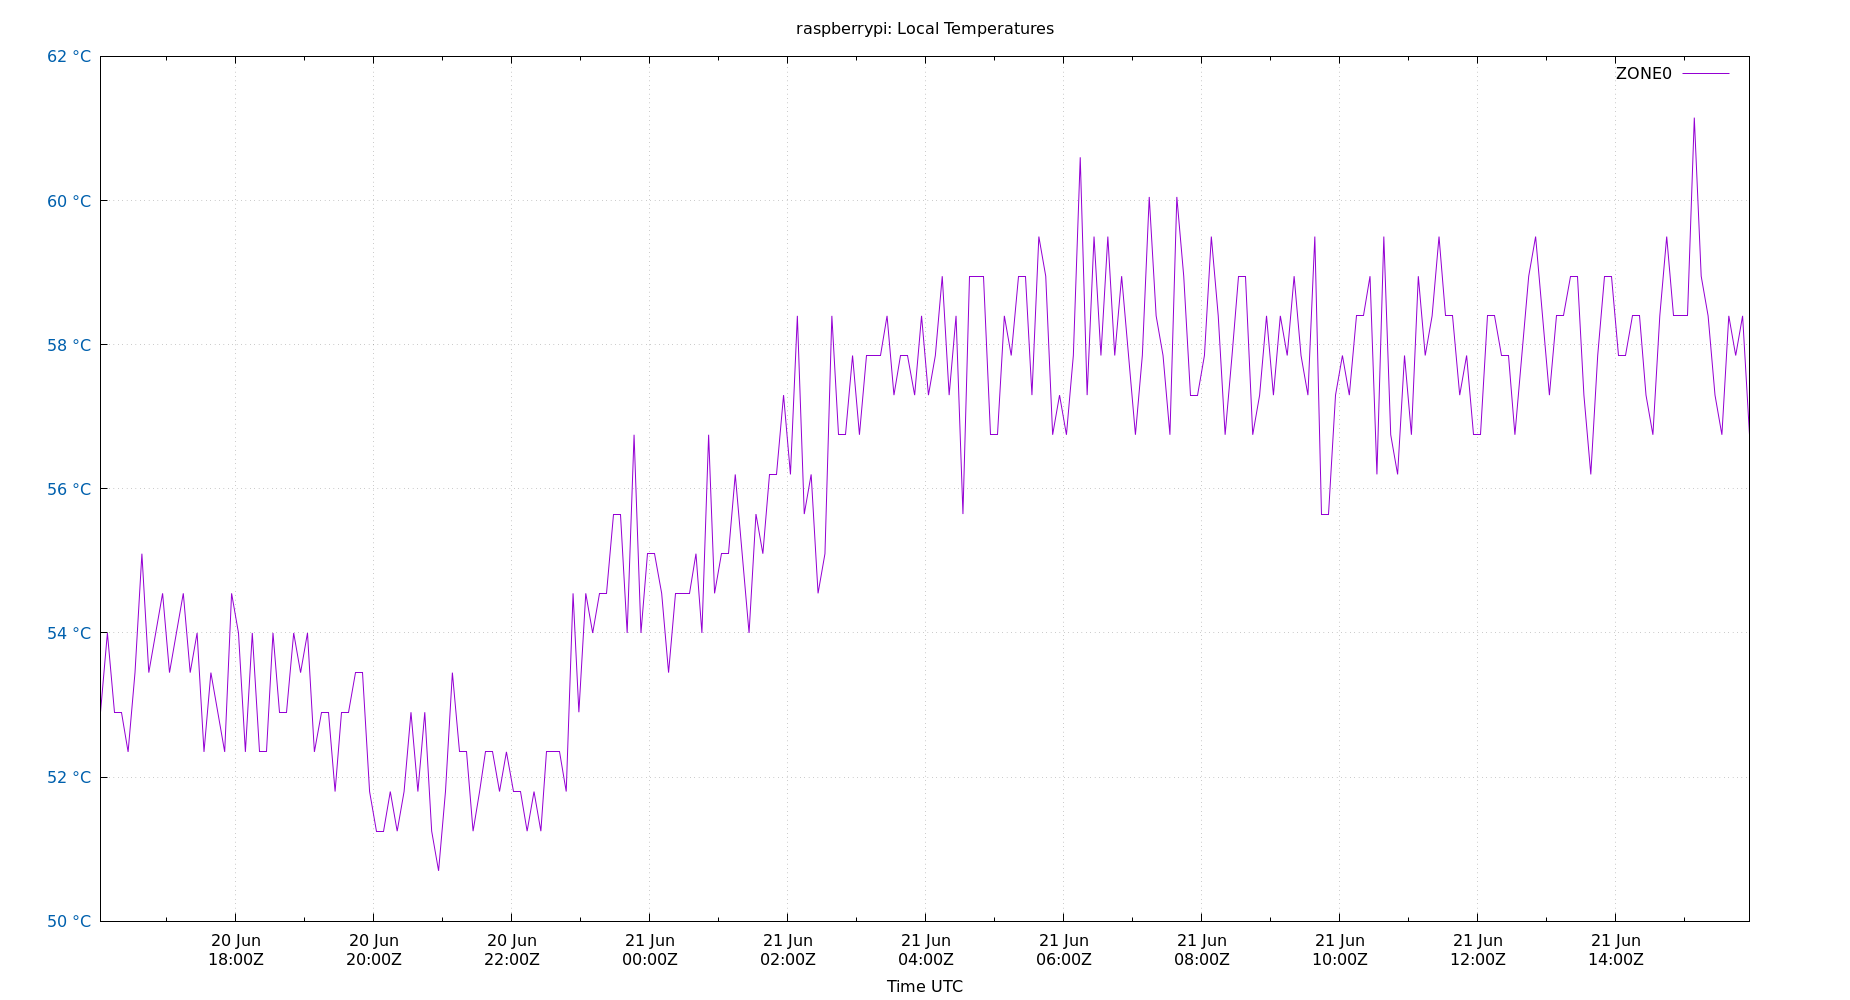 raspberrypi: Local Temperatures
ZONE0
62 °C
60 °C
58 °C
56 °C
54 °C
52 °C
50 °C
20 Jun 20 Jun 20 Jun 21 Jun 21 Jun 21 Jun 21 Jun 21 Jun 21 Jun 21 Jun 21 Jun
18:00Z 20:00Z 22:00Z 00:00Z 02:00Z 04:00Z 06:00Z 08:00Z 10:00Z 12:00Z 14:00Z
Time UTC